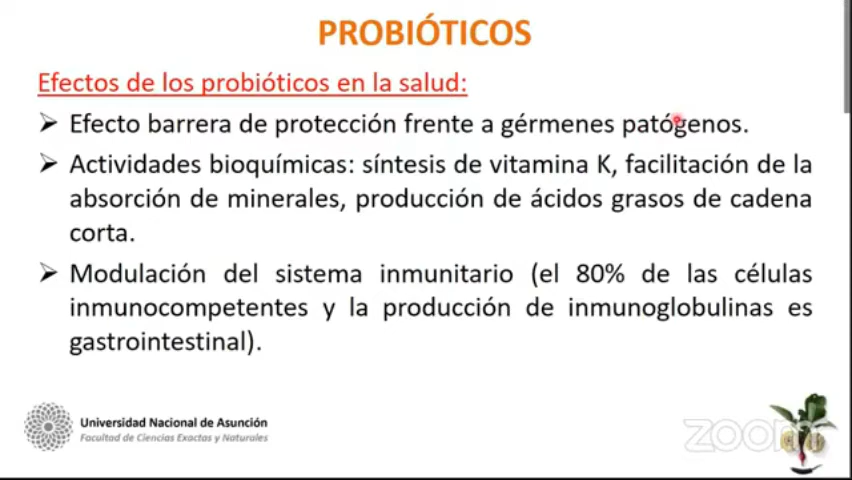 PROBIÓTICOS
Efectos de los probióticos en la salud:
➢ Efecto barrera de protección frente a gérmenes patógenos.
➢ Actividades bioquímicas: síntesis de vitamina K, facilitación de la
absorción de minerales, producción de ácidos grasos de cadena
corta.
➢ Modulación del sistema inmunitario (el 80% de las células
inmunocompetentes y la producción de inmunoglobulinas es
gastrointestinal).
Universidad Nacional de Asunción
Facultad de Ciencias Exactas y Naturales
zoom